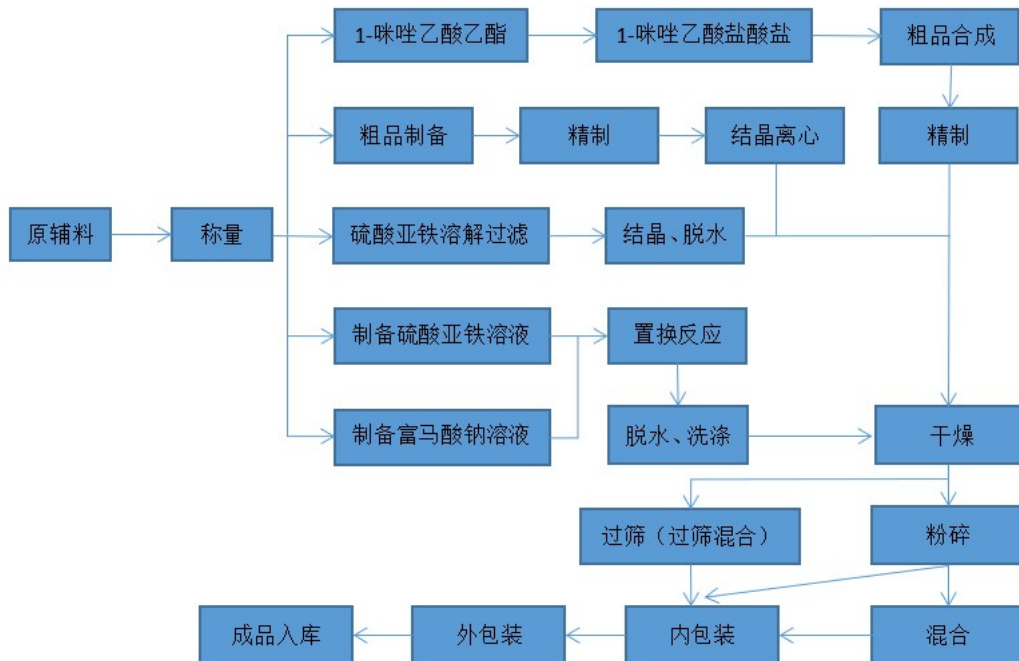 1-咪唑乙酸乙酯
1-咪唑乙酸盐酸盐
粗品合成
粗品制备
精制
结晶离心
精制
原辅料
称量
硫酸亚铁溶解过滤
结晶、脱水
制备硫酸亚铁溶液
置换反应
制备富马酸钠溶液
脱水、洗涤
干燥
过筛（过筛混合）
粉碎
成品入库
外包装
内包装
混合